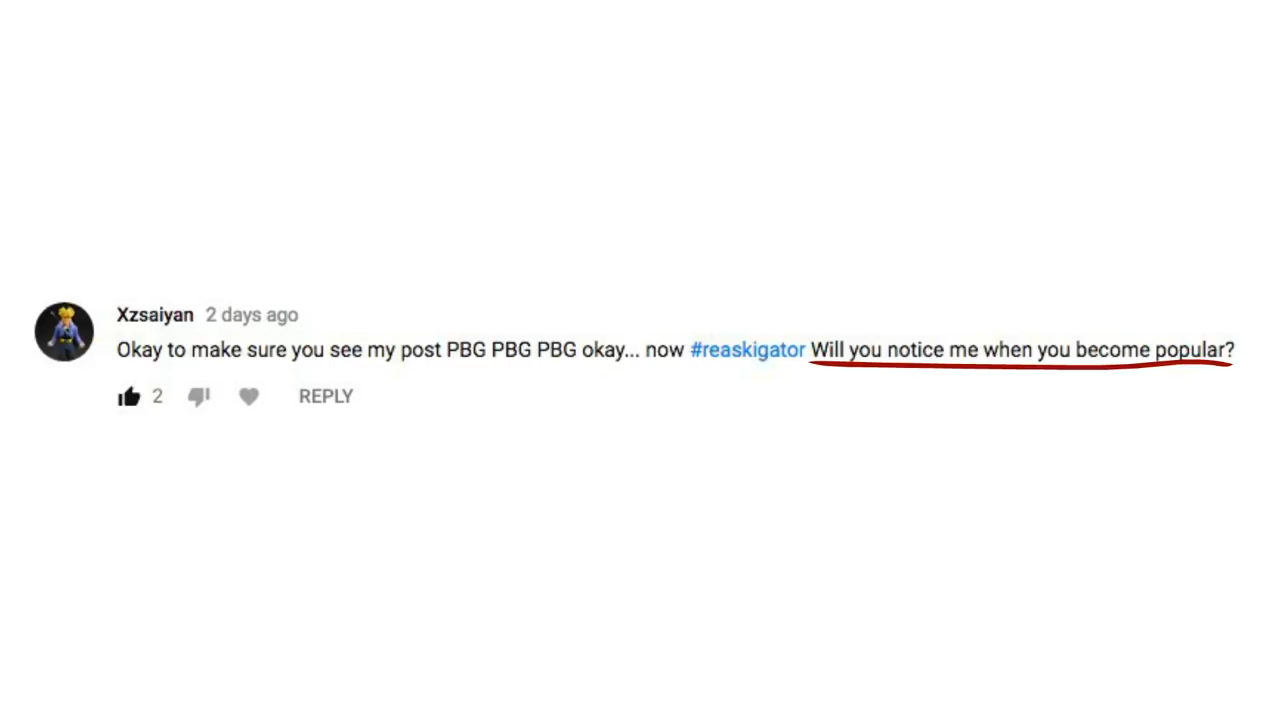 Xzsaiyan 2 days ago
Okay to make sure you see my post PBG PBG PBG okay... now #reaskigator Will you notice me when you become popular?
2 REPLY